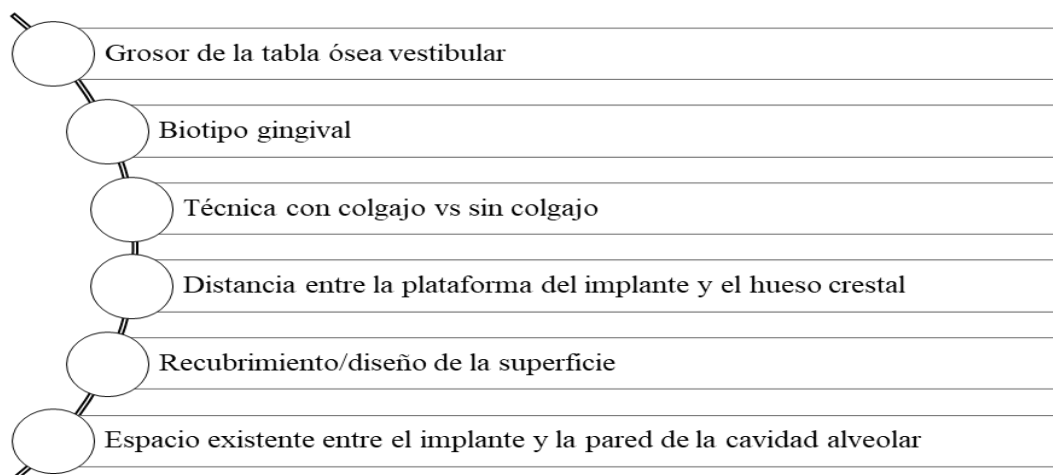 Grosor de la tabla ósea vestibular
Biotipo gingival
Técnica con colgajo vs sin colgajo
Distancia entre la plataforma del implante y el hueso crestal
Recubrimiento/diseño de la superficie
Espacio existente entre el implante y la pared de la cavidad alveolar